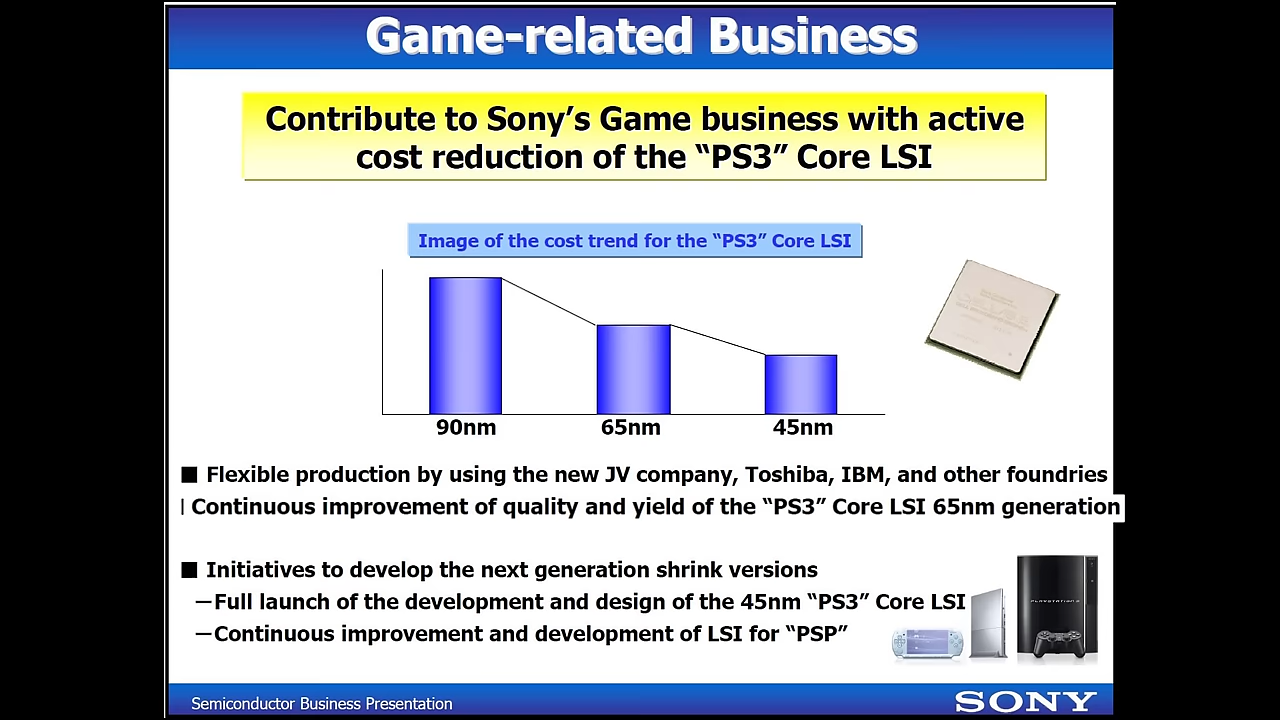 Game-related Business
Contribute to Sony's Game business with active
cost reduction of the “PS3” Core LSI
Image of the cost trend for the “PS3” Core LSI
90nm 65nm 45nm
■ Flexible production by using the new JV company, Toshiba, IBM, and other foundries
Continuous improvement of quality and yield of the “PS3” Core LSI 65nm generation
■ Initiatives to develop the next generation shrink versions
—Full launch of the development and design of the 45nm “PS3” Core LSI
—Continuous improvement and development of LSI for “PSP”
PLAYSTATION 3
Semiconductor Business Presentation
SONY